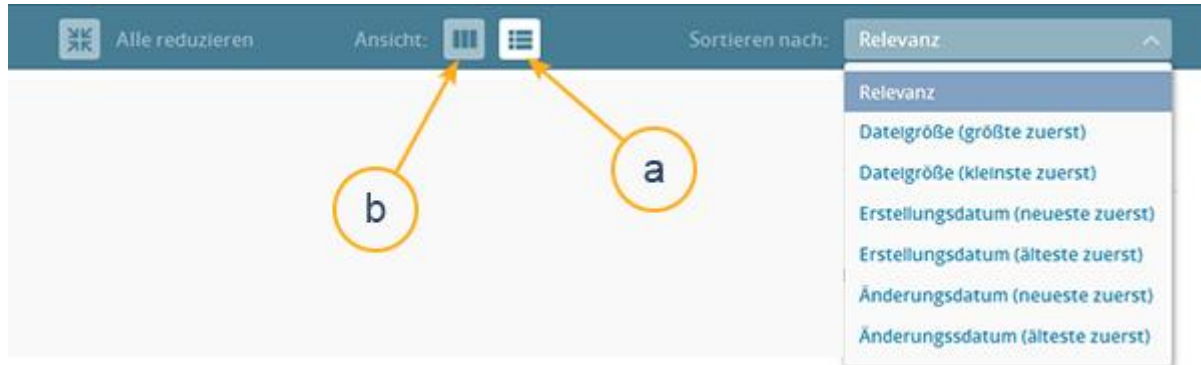 Alle reduzieren Ansicht: Sortieren nach: Relevanz
Relevanz
Dateigröße (größte zuerst)
Dateigröße (kleinste zuerst)
Erstellungsdatum (neueste zuerst)
Erstellungsdatum (älteste zuerst)
Änderungsdatum (neueste zuerst)
Änderungssdatum (älteste zuerst)
a
b